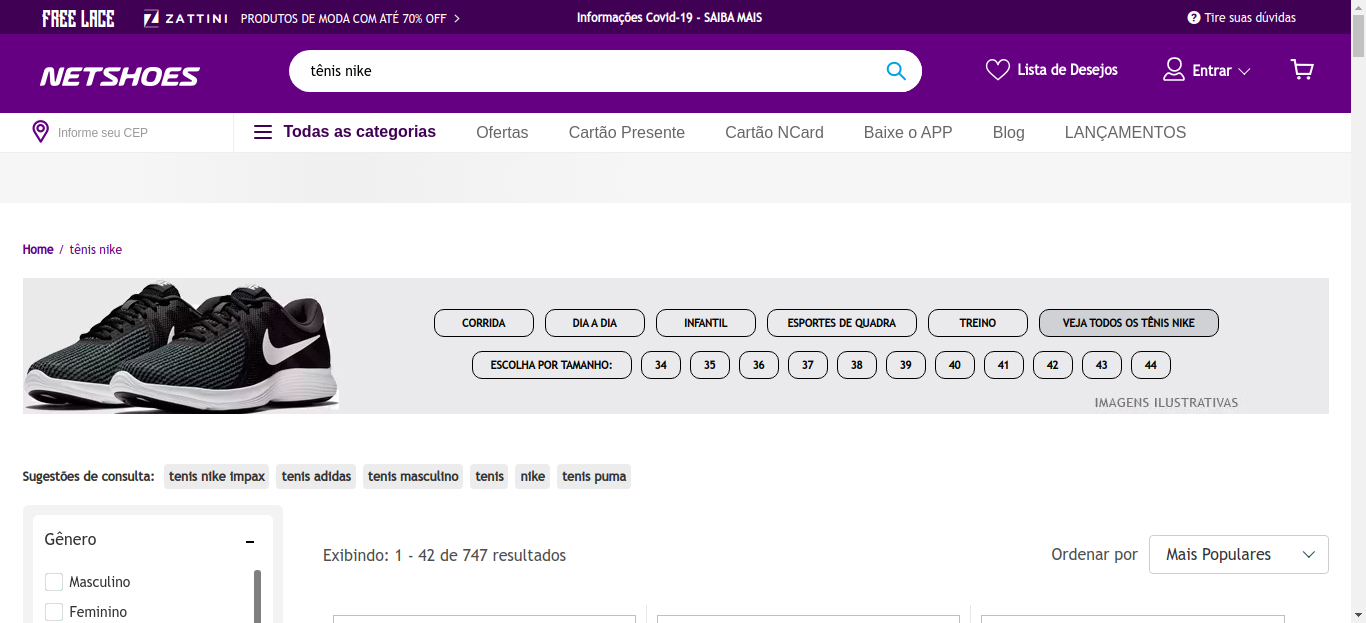 FREE LACE ZATTINI PRODUTOS DE MODA COM ATÉ 70% OFF > Informações Covid-19 - SAIBA MAIS ? Tire suas dúvidas
NETSHOES tênis nike Lista de Desejos Entrar
Informe seu CEP Todas as categorias Ofertas Cartão Presente Cartão NCard Baixe o APP Blog LANÇAMENTOS
Home / tênis nike
CORRIDA DIA A DIA INFANTIL ESPORTES DE QUADRA TREINO VEJA TODOS OS TÊNIS NIKE
ESCOLHA POR TAMANHO: 34 35 36 37 38 39 40 41 42 43 44
IMAGENS ILUSTRATIVAS
Sugestões de consulta: tenis nike impax tenis adidas tenis masculino tenis nike tenis puma
Gênero -
Exibindo: 1 - 42 de 747 resultados Ordenar por Mais Populares
Masculino
Feminino